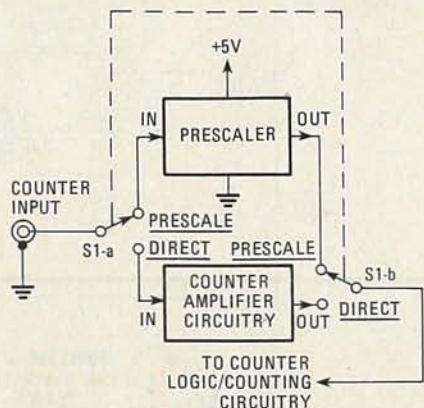 +5V
IN
OUT
PRESCALER
COUNTER
INPUT
S1-a
PRESCALE
DIRECT
PRESCALE
S1-b
COUNTER
AMPLIFIER
CIRCUITRY
IN
OUT
DIRECT
TO COUNTER
LOGIC/COUNTING
CIRCUITRY